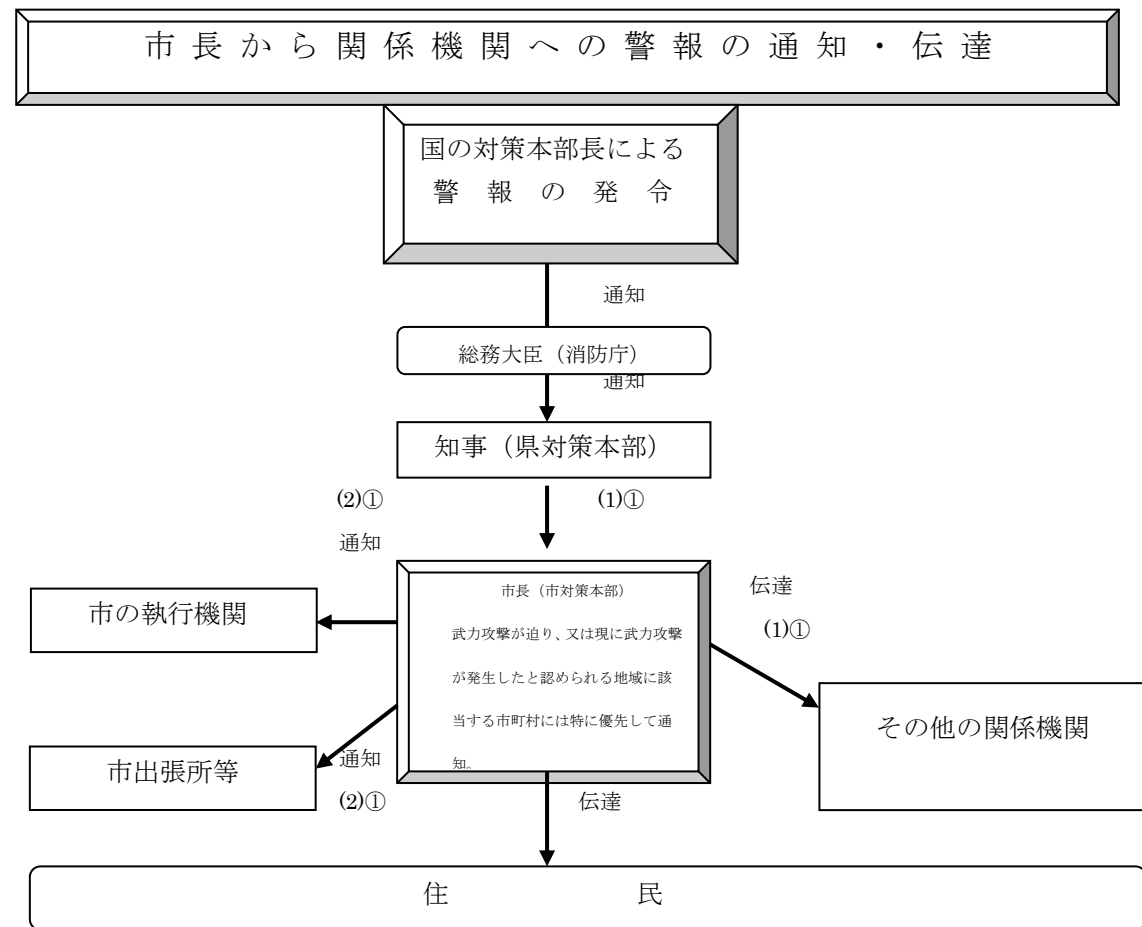 市長から関係機関への警報の通知・伝達
国の対策本部長による
警報の発令
通知
総務大臣（消防庁）
通知
知事（県対策本部）
(2)① (1)①
通知
市長（市対策本部）
武力攻撃が迫り、又は現に武力攻撃
が発生したと認められる地域に該
当する市町村には特に優先して通
知。
市の執行機関
伝達
(1)①
その他の関係機関
市出張所等
通知
(2)①
伝達
住民